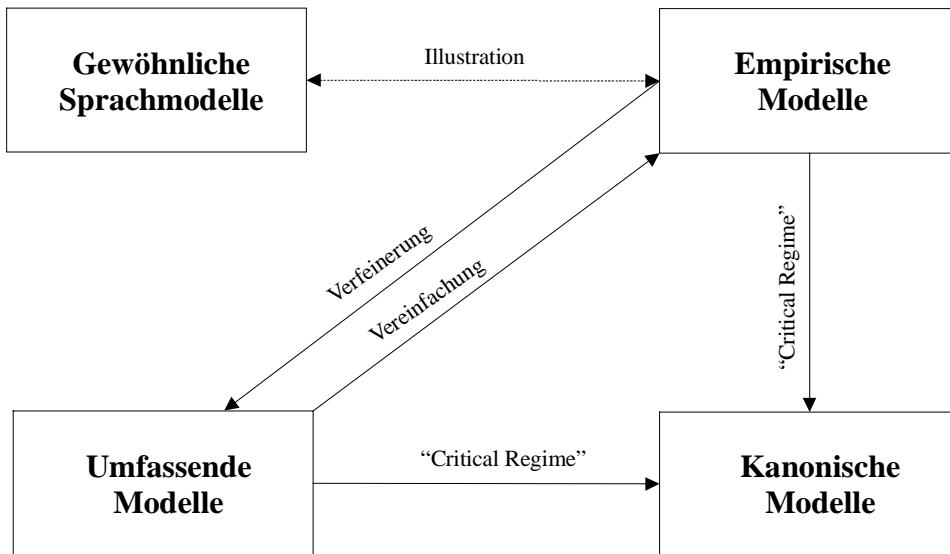 Gewöhnliche
Sprachmodelle
Illustration
Empirische
Modelle
Verfeinerung
Vereinfachung
“Critical Regime”
Umfassende
Modelle
“Critical Regime”
Kanonische
Modelle